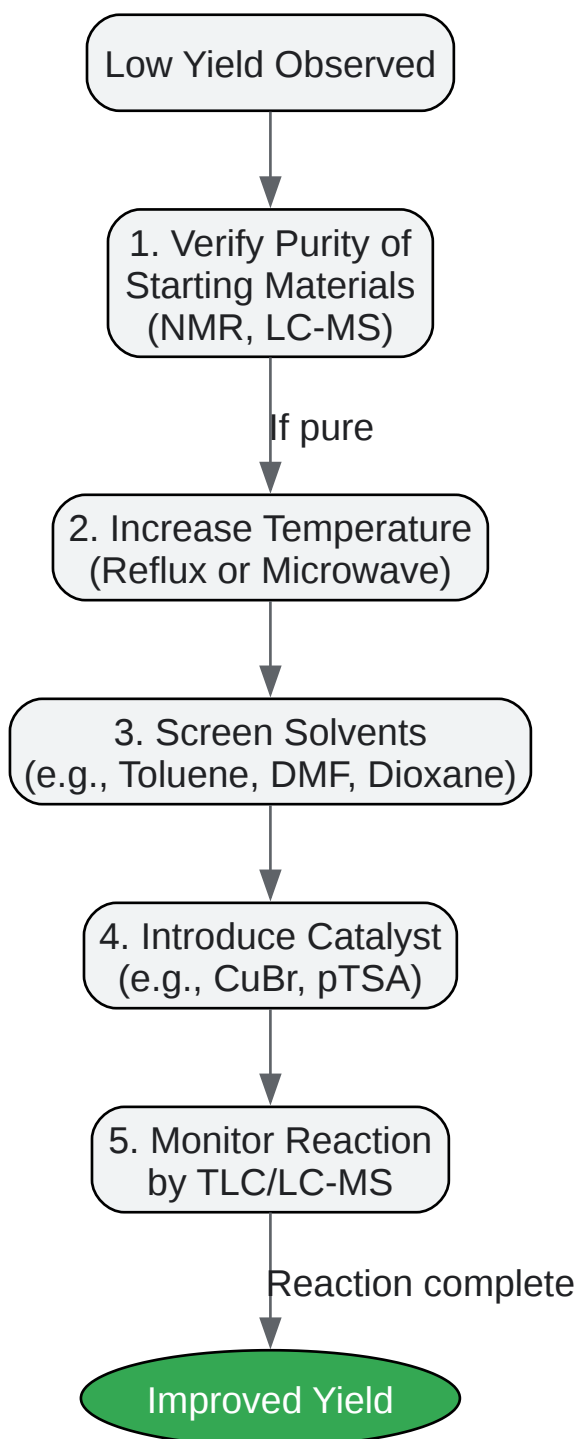 Low Yield Observed
1. Verify Purity of
Starting Materials
(NMR, LC-MS)
If pure
2. Increase Temperature
(Reflux or Microwave)
3. Screen Solvents
(e.g., Toluene, DMF, Dioxane)
4. Introduce Catalyst
(e.g., CuBr, pTSA)
5. Monitor Reaction
by TLC/LC-MS
Reaction complete
Improved Yield